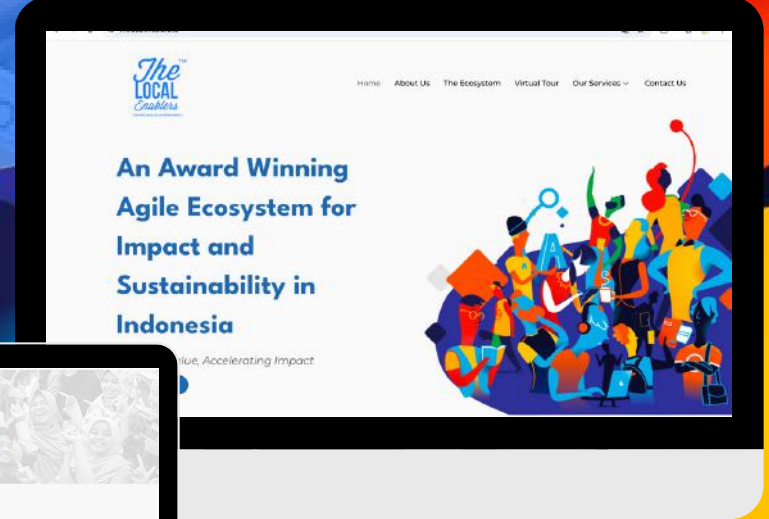 The
LOCAL
Enablers
Home About Us The Ecosystem Virtual Tour Our Services Contact Us
An Award Winning
Agile Ecosystem for
Impact and
Sustainability in
Indonesia
Accelerating Impact